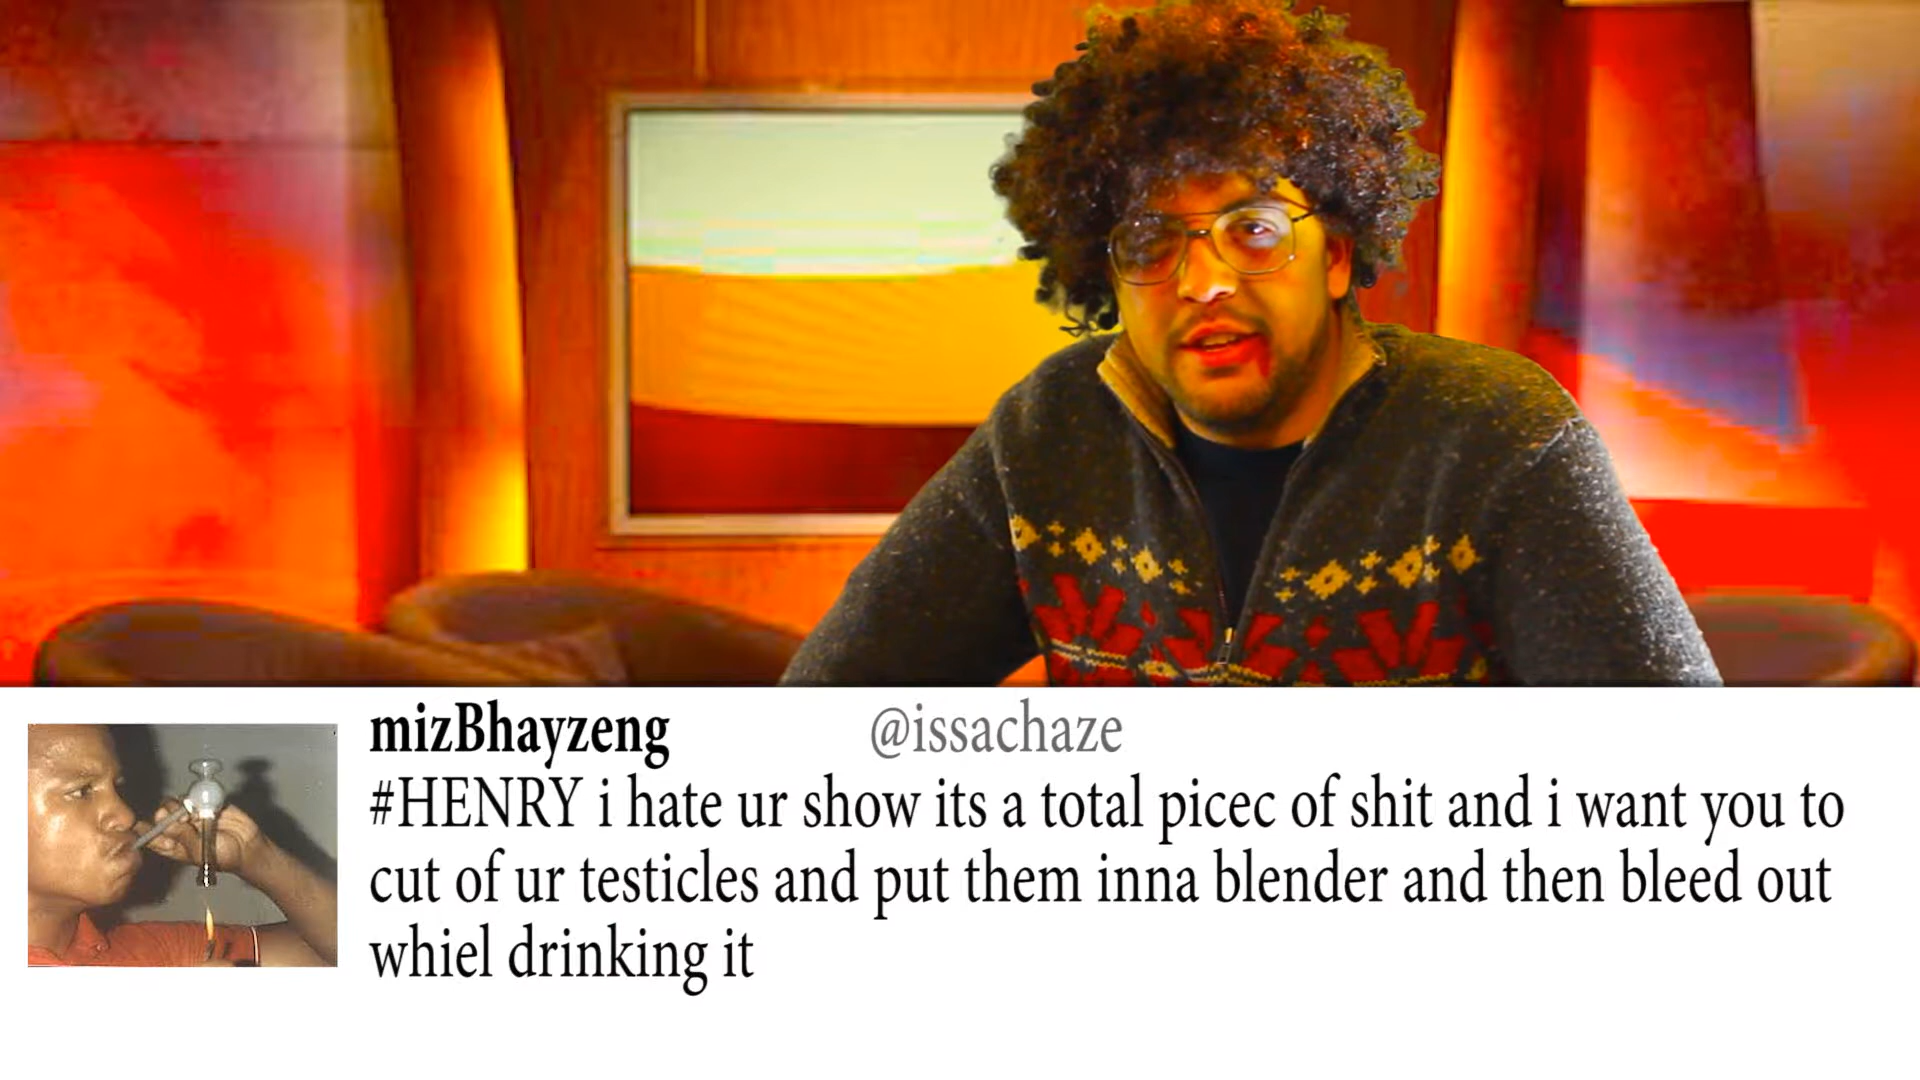 mizBhayzeng @issachaze
#HENRY i hate ur show its a total picec of shit and i want you to
cut of ur testicles and put them inna blender and then bleed out
whiel drinking it